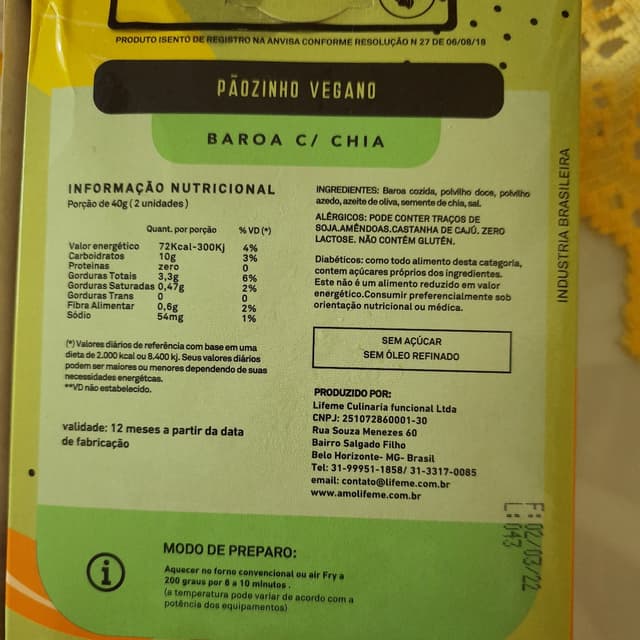 PRODUTO ISENTO DE REGISTRO NA ANVISA CONFORME RESOLUÇÃO N 27 DE 06/08/18
PÃOZINHO VEGANO
BAROA C/ CHIA
INFORMAÇÃO NUTRICIONAL
Porção de 40g ( 2 unidades )
Quant. por porção % VD (*)
Valor energético 72Kcal-300Kj 4%
Carboidratos 10g 3%
Proteinas zero 0
Gorduras Totais 3,3g 6%
Gorduras Saturadas 0,47g 2%
Gorduras Trans 0 0
Fibra Alimentar 0,6g 2%
Sódio 54mg 1%
(*) Valores diários de referência com base em uma
dieta de 2.000 kcal ou 8.400 kj. Seus valores diários
podem ser maiores ou menores dependendo de suas
necessidades energétcas.
**VD não estabelecido.
validade: 12 meses a partir da data
de fabricação
INGREDIENTES: Baroa cozida, polvilho doce, polvilho
azedo, azeite de oliva, semente de chia, sal.
ALÉRGICOS: PODE CONTER TRAÇOS DE
SOJA.AMÊNDOAS.CASTANHA DE CAJÚ. ZERO
LACTOSE. NÃO CONTÉM GLUTÉN.
Diabéticos: como todo alimento desta categoria,
contem açúcares próprios dos ingredientes.
Este não é um alimento reduzido em valor
energético.Consumir preferencialmente sob
orientação nutricional ou médica.
SEM AÇÚCAR
SEM ÓLEO REFINADO
PRODUZIDO POR:
Lifeme Culinaria funcional Ltda
CNPJ: 251072860001-30
Rua Souza Menezes 60
Bairro Salgado Filho
Belo Horizonte- MG- Brasil
Tel: 31-99951-1858/ 31-3317-0085
email: contato@lifeme.com.br
www.amolifeme.com.br
INDUSTRIA BRASILEIRA
F: 02/03/22
L: 043
MODO DE PREPARO:
Aquecer no forno convencional ou air Fry a
200 graus por 8 a 10 minutos .
(a temperatura pode variar de acordo com a
potência dos equipamentos)